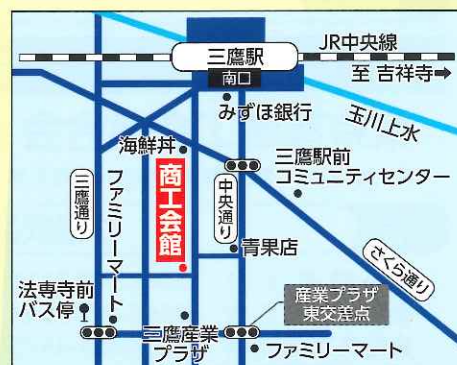 三鷹駅
南口
JR中央線
至 吉祥寺➡
みずほ銀行
玉川上水
海鮮丼
三鷹駅前
コミュニティセンター
三鷹通り
ファミリーマート
商工会館
中央通り
青果店
さくら通り
法専寺前
バス停
三鷹産業
プラザ
産業プラザ
東交差点
ファミリーマート